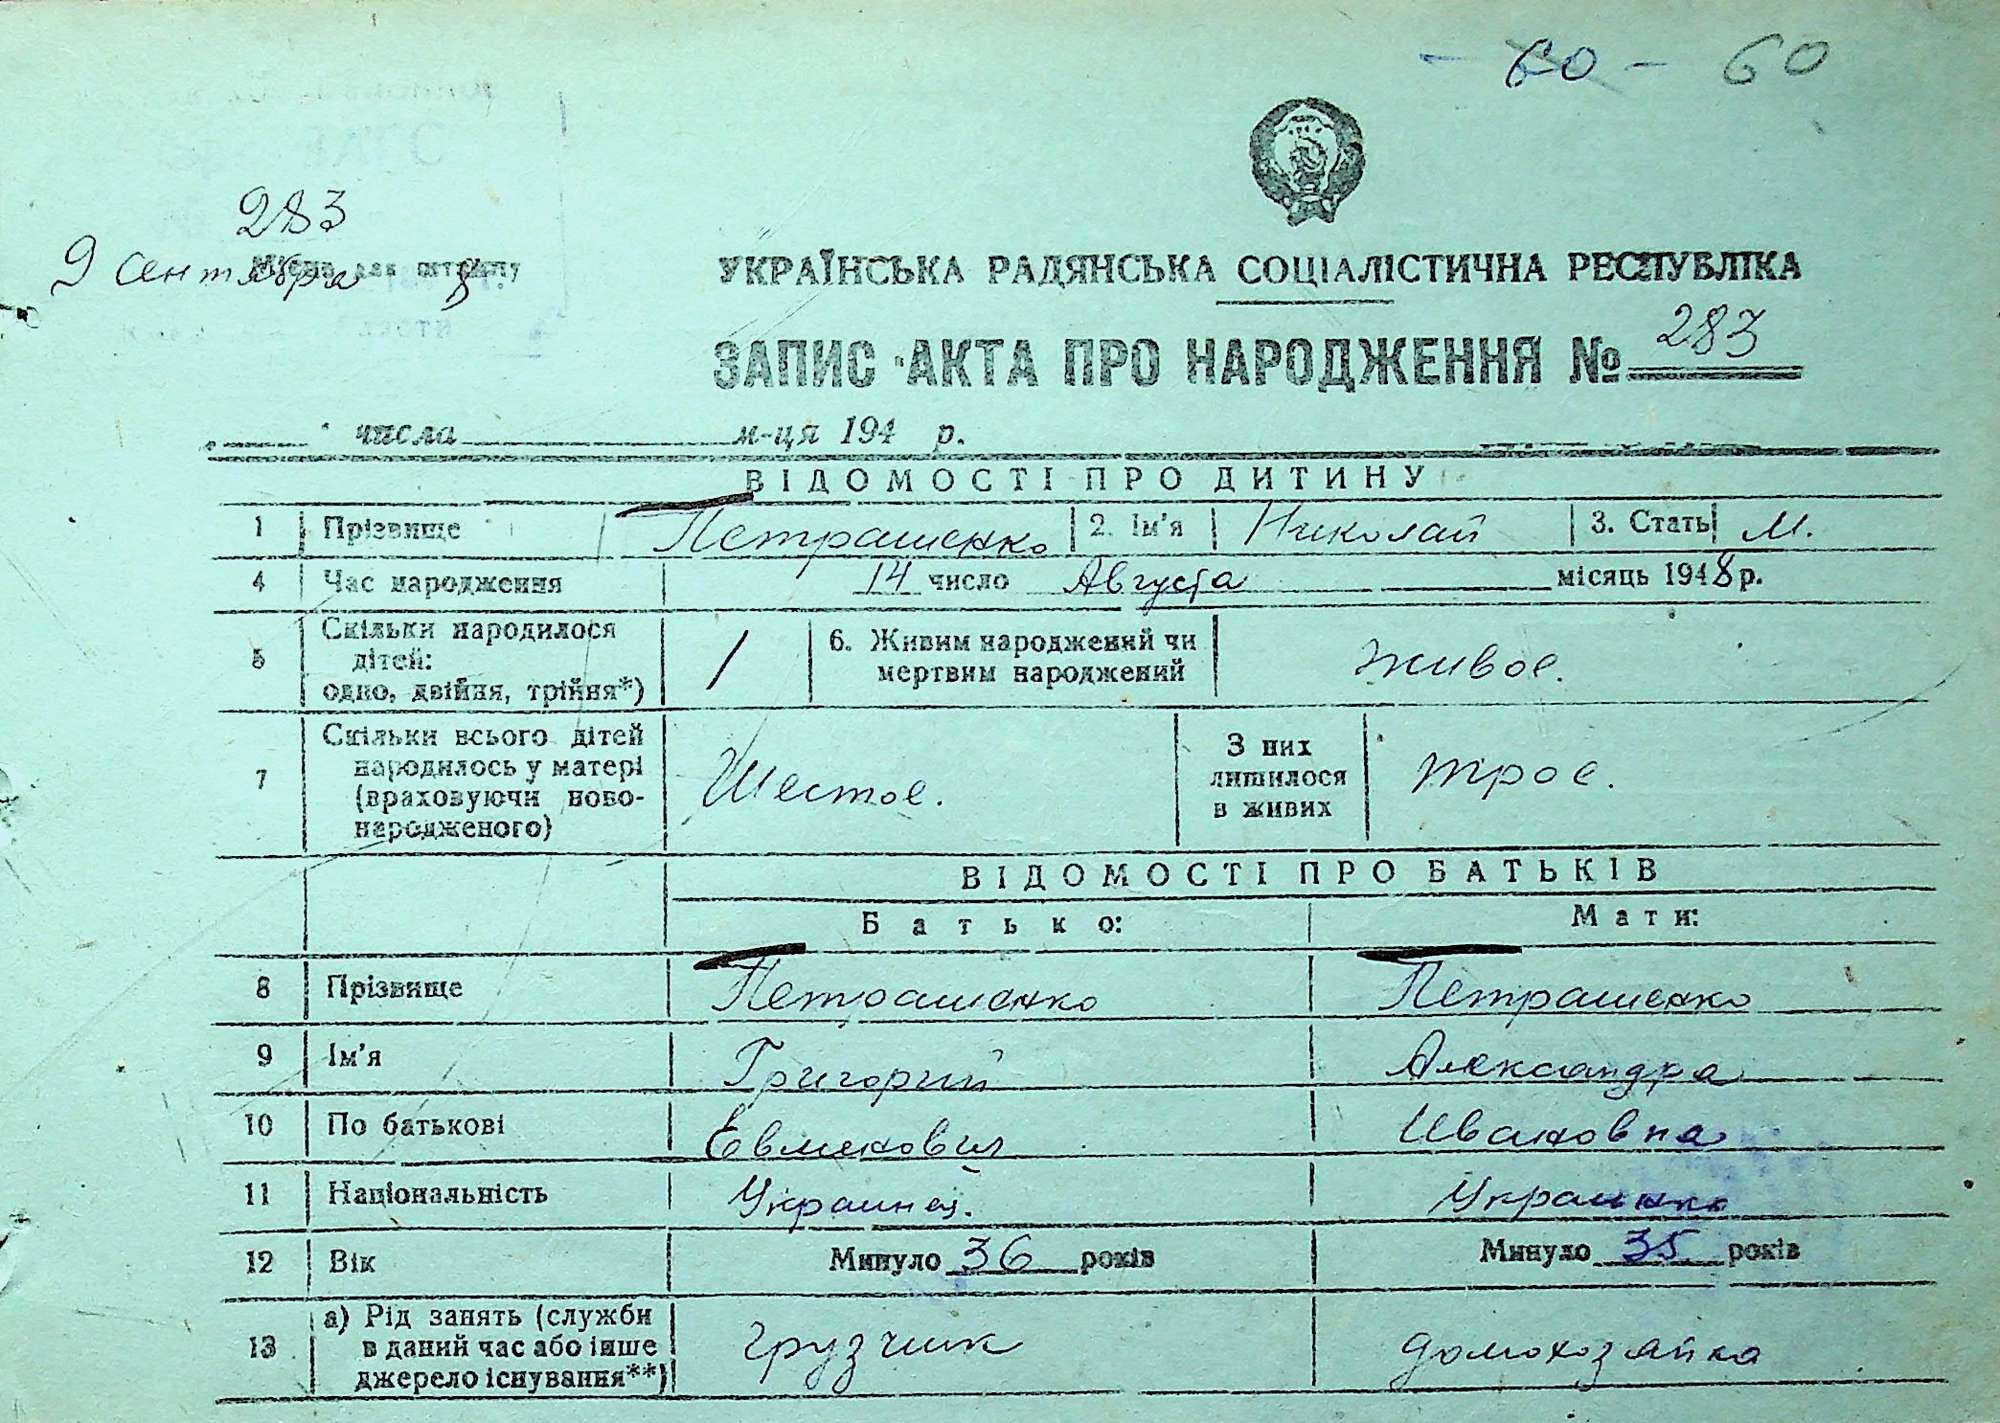 - 60 - 60
283
9 Сентября 8
Місце для штампу
УКРАЇНСЬКА РАДЯНСЬКА СОЦІАЛІСТИЧНА РЕСПУБЛІКА
ЗАПИС АКТА ПРО НАРОДЖЕННЯ № 283
числа м-ця 194 р.
ВІДОМОСТІ ПРО ДИТИНУ
1 Прізвище Петрашенко 2. Ім'я Николай 3. Стать М.
4 Час народження 14 число Августа місяць 1948 р.
5 Скільки народилося дітей: одно, двійня, трійня*) 1 6. Живим народжений чи мертвим народжений живое.
7 Скільки всього дітей народилось у матері (враховуючи новонародженого) Шестое. З них лишилося в живих трое.
ВІДОМОСТІ ПРО БАТЬКІВ
Батько: Мати:
8 Прізвище Петрашенко Петрашенко
9 Ім'я Григорий Александра
10 По батькові Евменович Ивановна
11 Національність Украинец. Украинка
12 Вік Минуло 36 років Минуло 35 років
13 а) Рід занять (служби в даний час або інше джерело існування**) грузчик домохозяйка